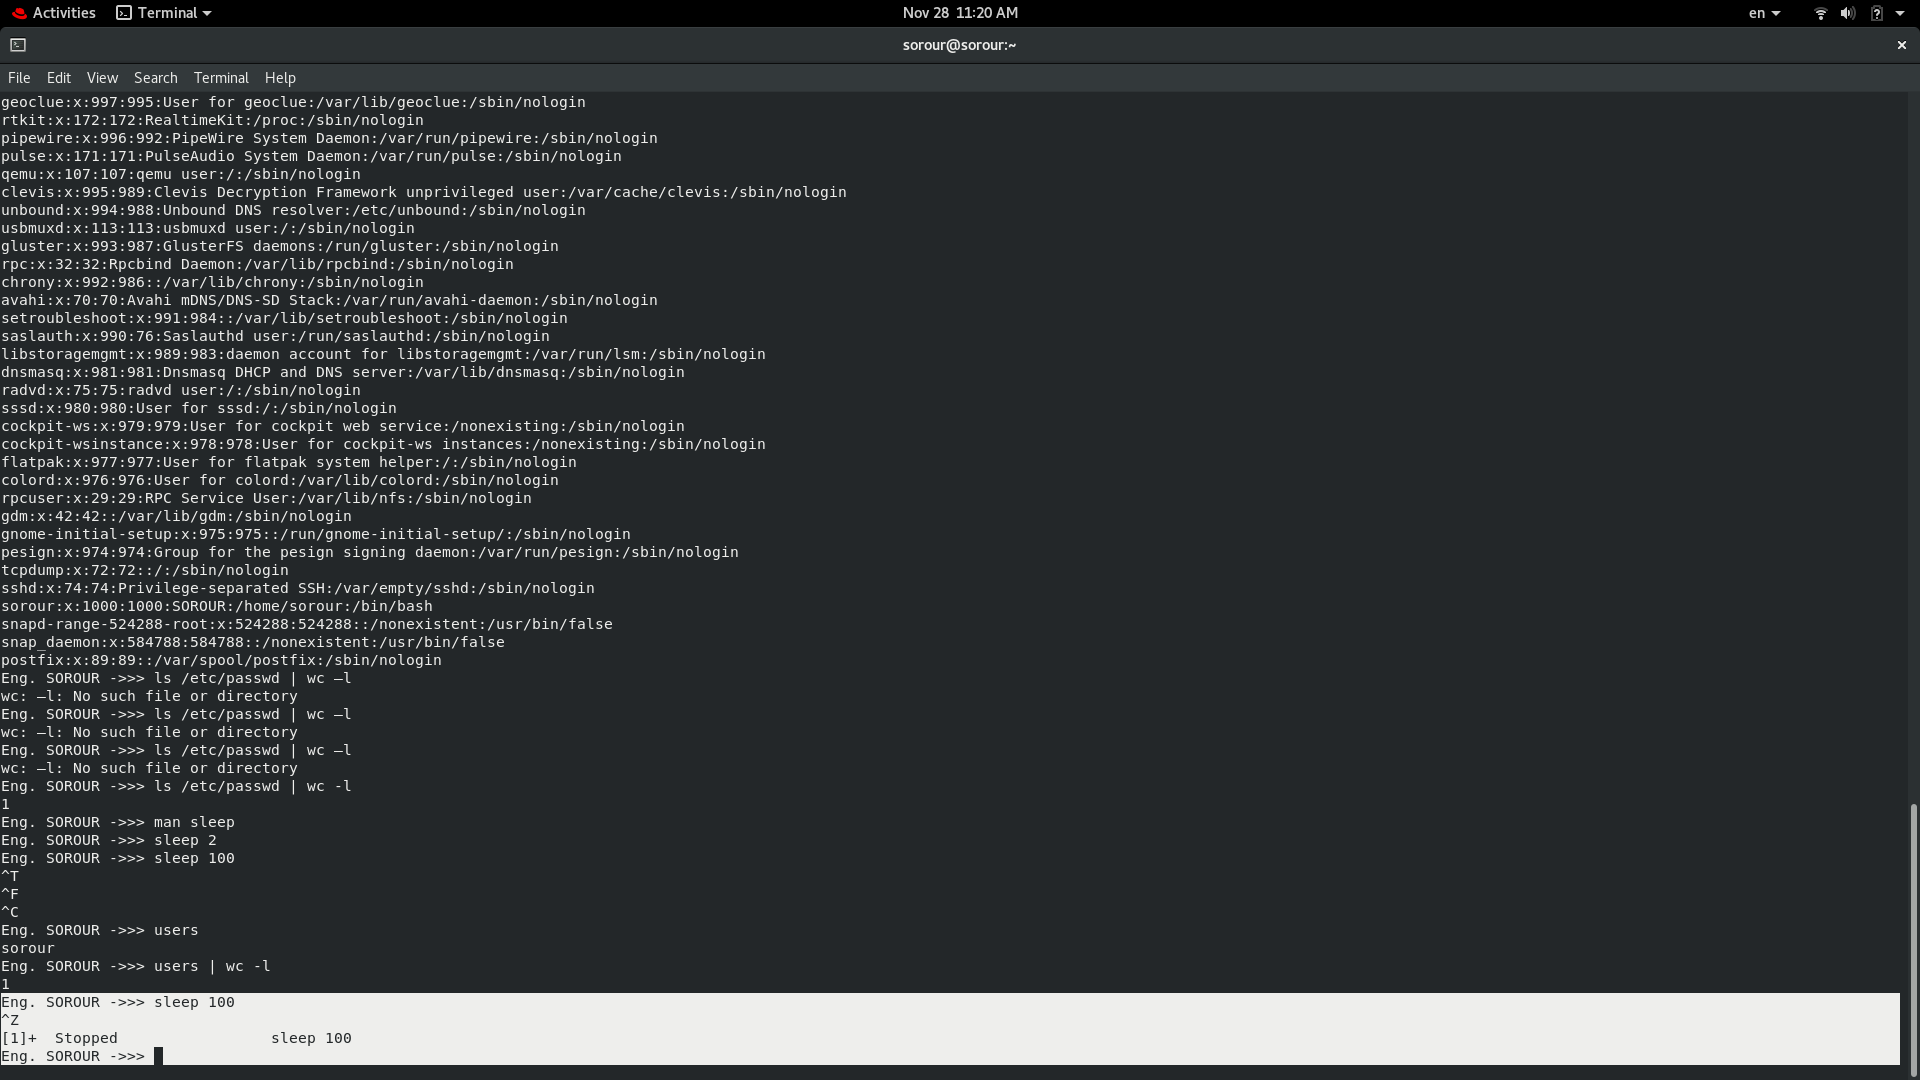 Activities Terminal Nov 28 11:20 AM en
sorour@sorour:~
File Edit View Search Terminal Help
geoclue:x:997:995:User for geoclue:/var/lib/geoclue:/sbin/nologin
rtkit:x:172:172:RealtimeKit:/proc:/sbin/nologin
pipewire:x:996:992:PipeWire System Daemon:/var/run/pipewire:/sbin/nologin
pulse:x:171:171:PulseAudio System Daemon:/var/run/pulse:/sbin/nologin
qemu:x:107:107:qemu user:/:/sbin/nologin
clevis:x:995:989:Clevis Decryption Framework unprivileged user:/var/cache/clevis:/sbin/nologin
unbound:x:994:988:Unbound DNS resolver:/etc/unbound:/sbin/nologin
usbmuxd:x:113:113:usbmuxd user:/:/sbin/nologin
gluster:x:993:987:GlusterFS daemons:/run/gluster:/sbin/nologin
rpc:x:32:32:Rpcbind Daemon:/var/lib/rpcbind:/sbin/nologin
chrony:x:992:986::/var/lib/chrony:/sbin/nologin
avahi:x:70:70:Avahi mDNS/DNS-SD Stack:/var/run/avahi-daemon:/sbin/nologin
setroubleshoot:x:991:984::/var/lib/setroubleshoot:/sbin/nologin
saslauth:x:990:76:Saslauthd user:/run/saslauthd:/sbin/nologin
libstoragemgmt:x:989:983:daemon account for libstoragemgmt:/var/run/lsm:/sbin/nologin
dnsmasq:x:981:981:Dnsmasq DHCP and DNS server:/var/lib/dnsmasq:/sbin/nologin
radvd:x:75:75:radvd user:/:/sbin/nologin
sssd:x:980:980:User for sssd:/:/sbin/nologin
cockpit-ws:x:979:979:User for cockpit web service:/nonexisting:/sbin/nologin
cockpit-wsinstance:x:978:978:User for cockpit-ws instances:/nonexisting:/sbin/nologin
flatpak:x:977:977:User for flatpak system helper:/:/sbin/nologin
colord:x:976:976:User for colord:/var/lib/colord:/sbin/nologin
rpcuser:x:29:29:RPC Service User:/var/lib/nfs:/sbin/nologin
gdm:x:42:42::/var/lib/gdm:/sbin/nologin
gnome-initial-setup:x:975:975::/run/gnome-initial-setup/:/sbin/nologin
pesign:x:974:974:Group for the pesign signing daemon:/var/run/pesign:/sbin/nologin
tcpdump:x:72:72::/:/sbin/nologin
sshd:x:74:74:Privilege-separated SSH:/var/empty/sshd:/sbin/nologin
sorour:x:1000:1000:SOROUR:/home/sorour:/bin/bash
snapd-range-524288-root:x:524288:524288::/nonexistent:/usr/bin/false
snap_daemon:x:584788:584788::/nonexistent:/usr/bin/false
postfix:x:89:89::/var/spool/postfix:/sbin/nologin
Eng. SOROUR ->>> ls /etc/passwd | wc –l
wc: –l: No such file or directory
Eng. SOROUR ->>> ls /etc/passwd | wc –l
wc: –l: No such file or directory
Eng. SOROUR ->>> ls /etc/passwd | wc –l
wc: –l: No such file or directory
Eng. SOROUR ->>> ls /etc/passwd | wc -l
1
Eng. SOROUR ->>> man sleep
Eng. SOROUR ->>> sleep 2
Eng. SOROUR ->>> sleep 100
^T
^F
^C
Eng. SOROUR ->>> users
sorour
Eng. SOROUR ->>> users | wc -l
1
Eng. SOROUR ->>> sleep 100
^Z
[1]+  Stopped                 sleep 100
Eng. SOROUR ->>>